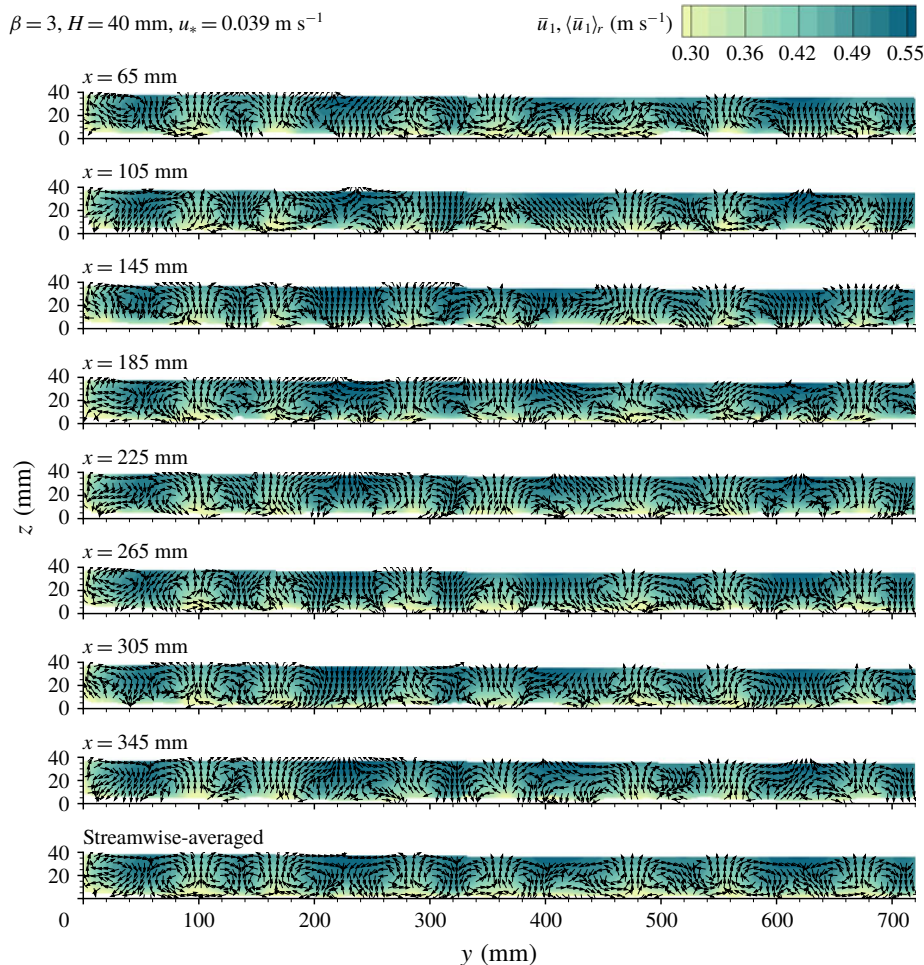 β = 3, H = 40 mm, u* = 0.039 m s⁻¹
ū₁, ⟨ū₁⟩ᵣ (m s⁻¹)
0.30 0.36 0.42 0.49 0.55
x = 65 mm
40
20
0
x = 105 mm
40
20
0
x = 145 mm
40
20
0
x = 185 mm
40
20
0
x = 225 mm
40
20
0
x = 265 mm
40
20
0
x = 305 mm
40
20
0
x = 345 mm
40
20
0
Streamwise-averaged
40
20
0 100 200 300 400 500 600 700
z (mm)
y (mm)